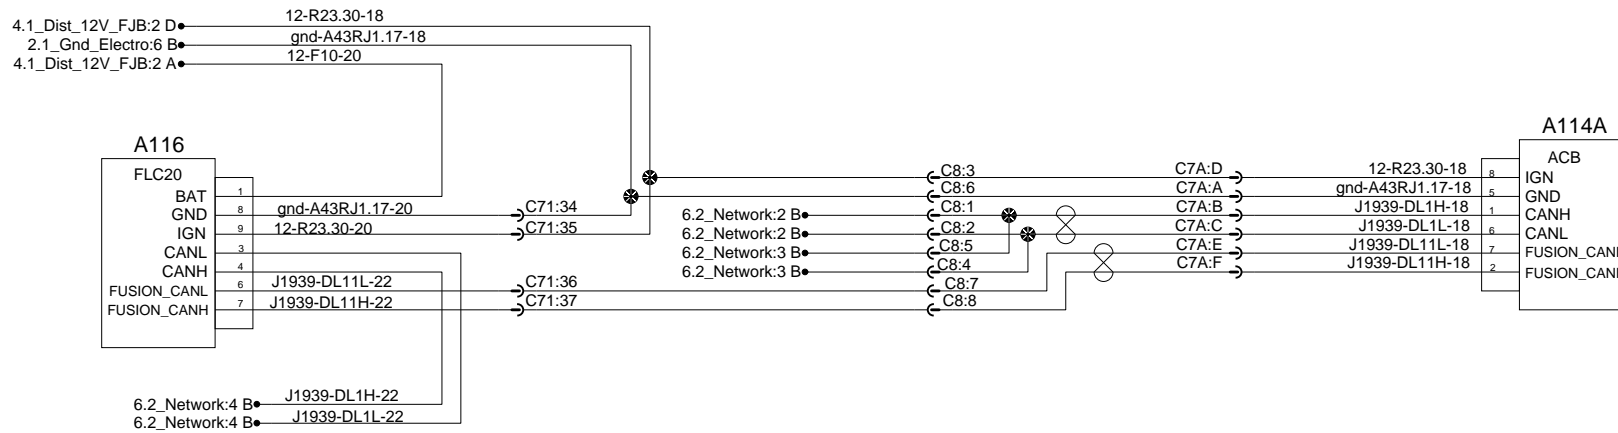 12-R23.30-18
4.1_Dist_12V_FJB:2 D
gnd-A43RJ1.17-18
2.1_Gnd_Electro:6 B
12-F10-20
4.1_Dist_12V_FJB:2 A
A116
FLC20
BAT 1
GND 8 gnd-A43RJ1.17-20 C71:34
IGN 9 12-R23.30-20 C71:35
CANL 3
CANH 4
FUSION_CANL 6 J1939-DL11L-22 C71:36
FUSION_CANH 7 J1939-DL11H-22 C71:37
J1939-DL1H-22
6.2_Network:4 B
J1939-DL1L-22
6.2_Network:4 B
A114A
ACB
C8:3 C7A:D 12-R23.30-18 8 IGN
C8:6 C7A:A gnd-A43RJ1.17-18 5 GND
6.2_Network:2 B C8:1 C7A:B J1939-DL1H-18 1 CANH
6.2_Network:2 B C8:2 C7A:C J1939-DL1L-18 6 CANL
6.2_Network:3 B C8:5 C7A:E J1939-DL11L-18 7 FUSION_CAN
6.2_Network:3 B C8:4 C7A:F J1939-DL11H-18 2 FUSION_CAN
C8:7
C8:8